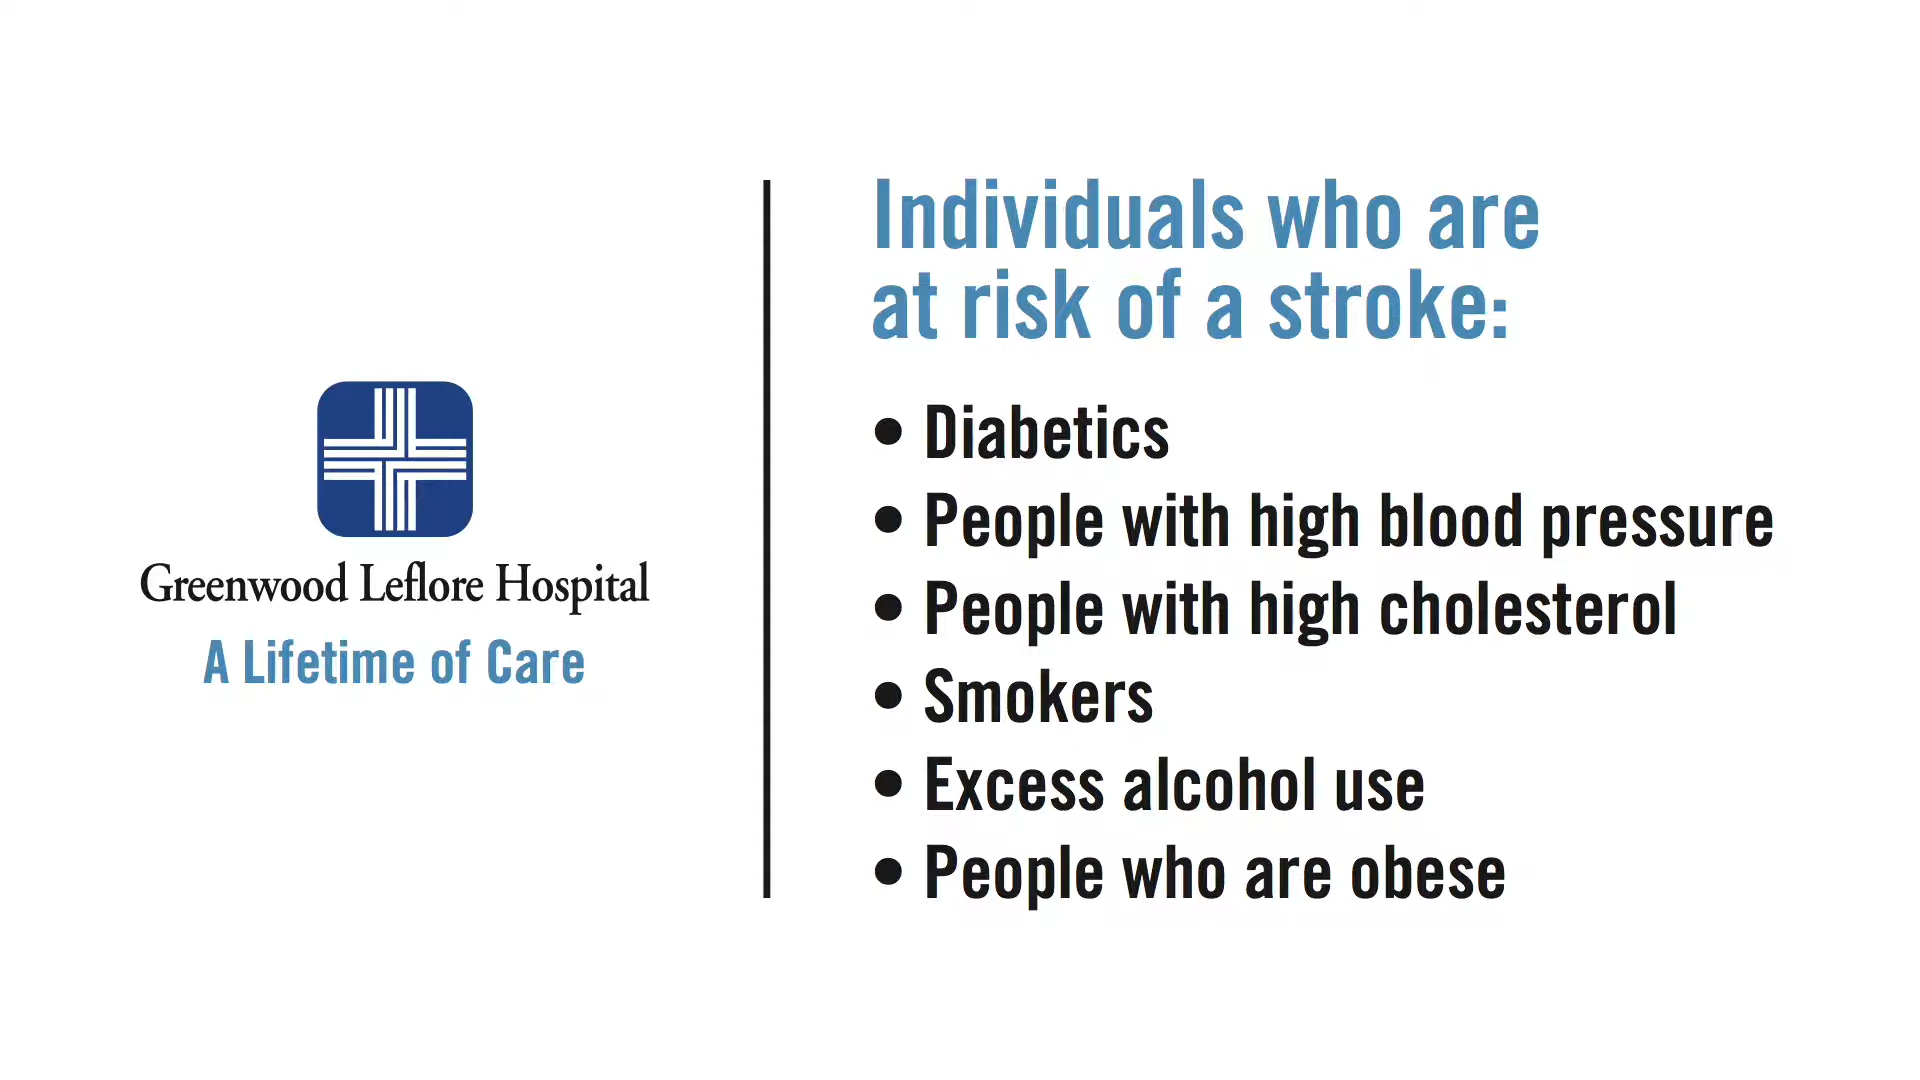 Greenwood Leflore Hospital
A Lifetime of Care
Individuals who are
at risk of a stroke:
• Diabetics
• People with high blood pressure
• People with high cholesterol
• Smokers
• Excess alcohol use
• People who are obese